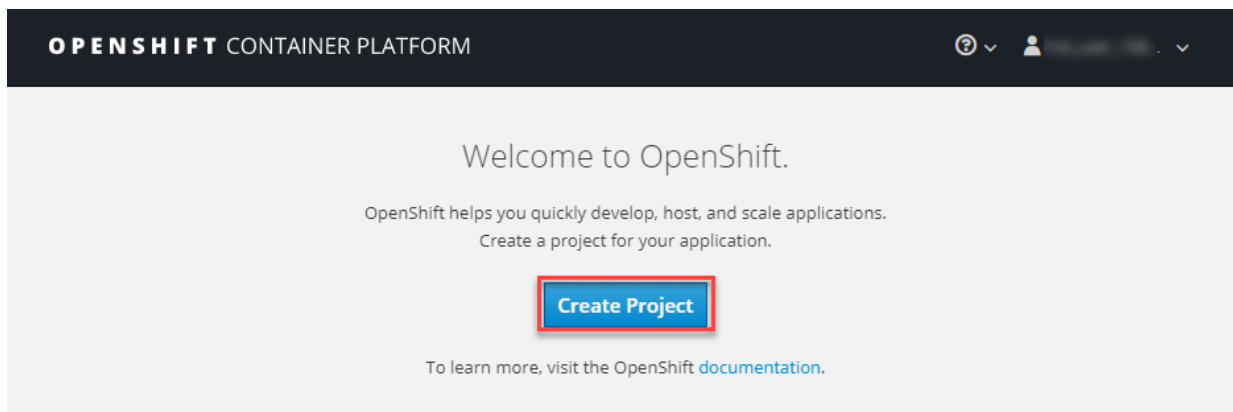 OPENSHIFT CONTAINER PLATFORM
Welcome to OpenShift.
OpenShift helps you quickly develop, host, and scale applications.
Create a project for your application.
Create Project
To learn more, visit the OpenShift documentation.